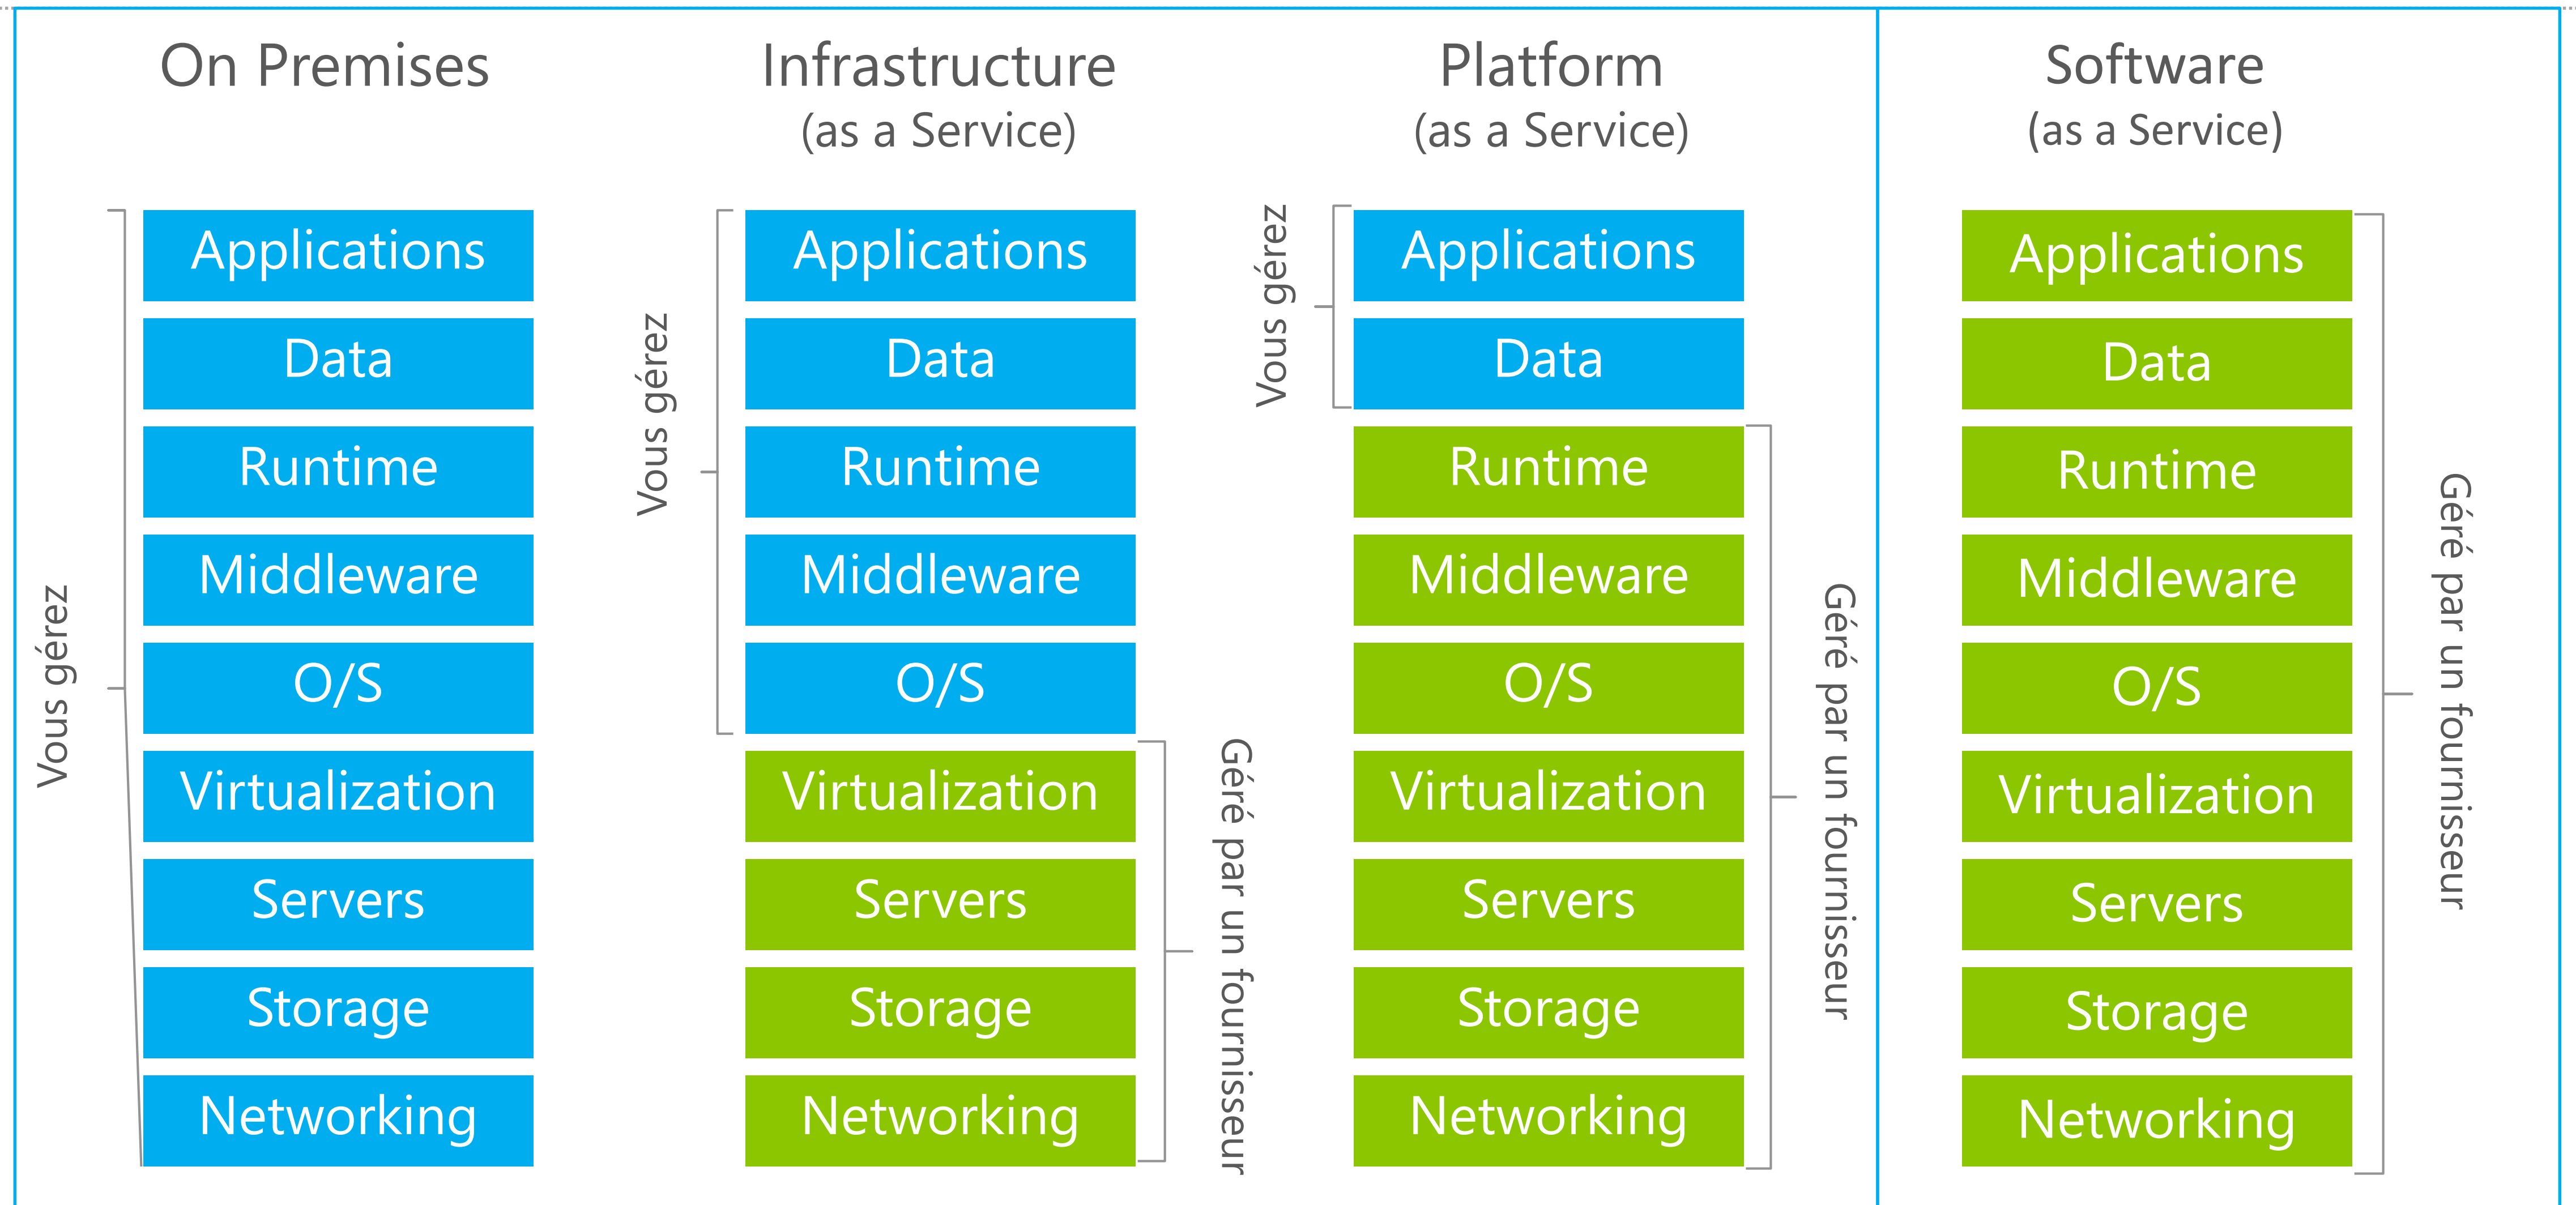 On Premises
Vous gérez
Applications
Data
Runtime
Middleware
O/S
Virtualization
Servers
Storage
Networking
Infrastructure
(as a Service)
Vous gérez
Applications
Data
Runtime
Middleware
O/S
Virtualization
Servers
Storage
Networking
Géré par un fournisseur
Platform
(as a Service)
Vous gérez
Applications
Data
Runtime
Middleware
O/S
Virtualization
Servers
Storage
Networking
Géré par un fournisseur
Software
(as a Service)
Applications
Data
Runtime
Middleware
O/S
Virtualization
Servers
Storage
Networking
Géré par un fournisseur